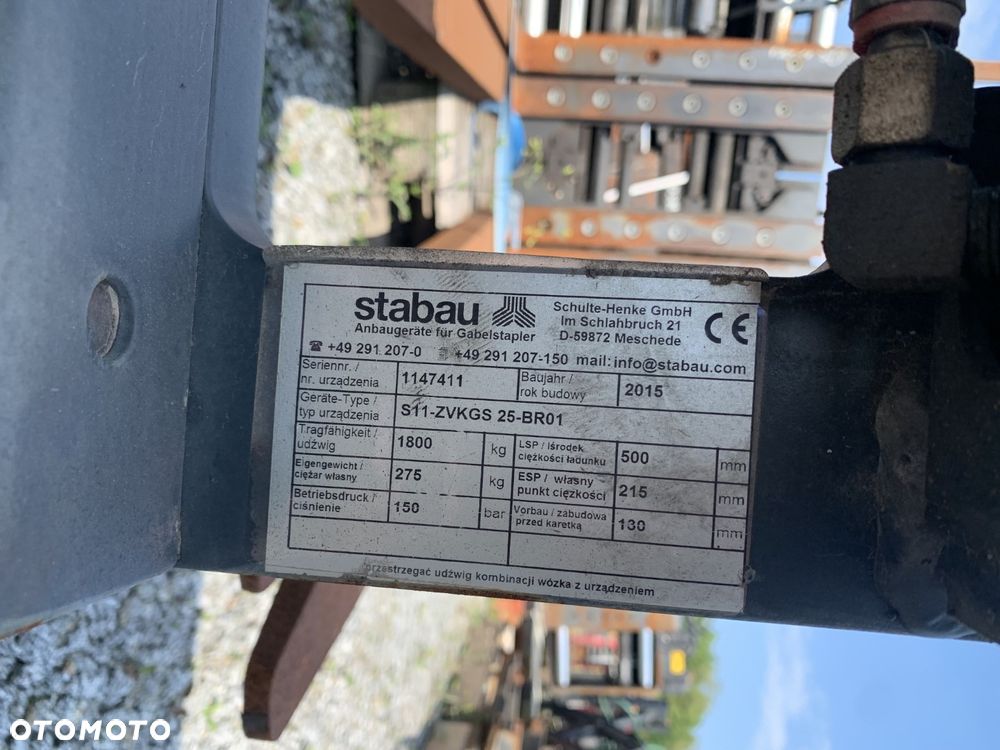 stabau
Anbaugeräte für Gabelstapler
Schulte-Henke GmbH
Im Schlahbruch 21
D-59872 Meschede
CE
☎ +49 291 207-0 +49 291 207-150 mail: info@stabau.com
Seriennr. / nr. urządzenia 1147411 Baujahr / rok budowy 2015
Geräte-Type / typ urządzenia S11-ZVKGS 25-BR01
Tragfähigkeit / udźwig 1800 kg LSP / lśrodek ciężkości ładunku 500 mm
Eigengewicht / ciężar własny 275 kg ESP / własny punkt ciężkości 215 mm
Betriebsdruck / ciśnienie 150 bar Vorbau / zabudowa przed karetką 130 mm
przestrzegać udźwig kombinacji wózka z urządzeniem
OTOMOTO